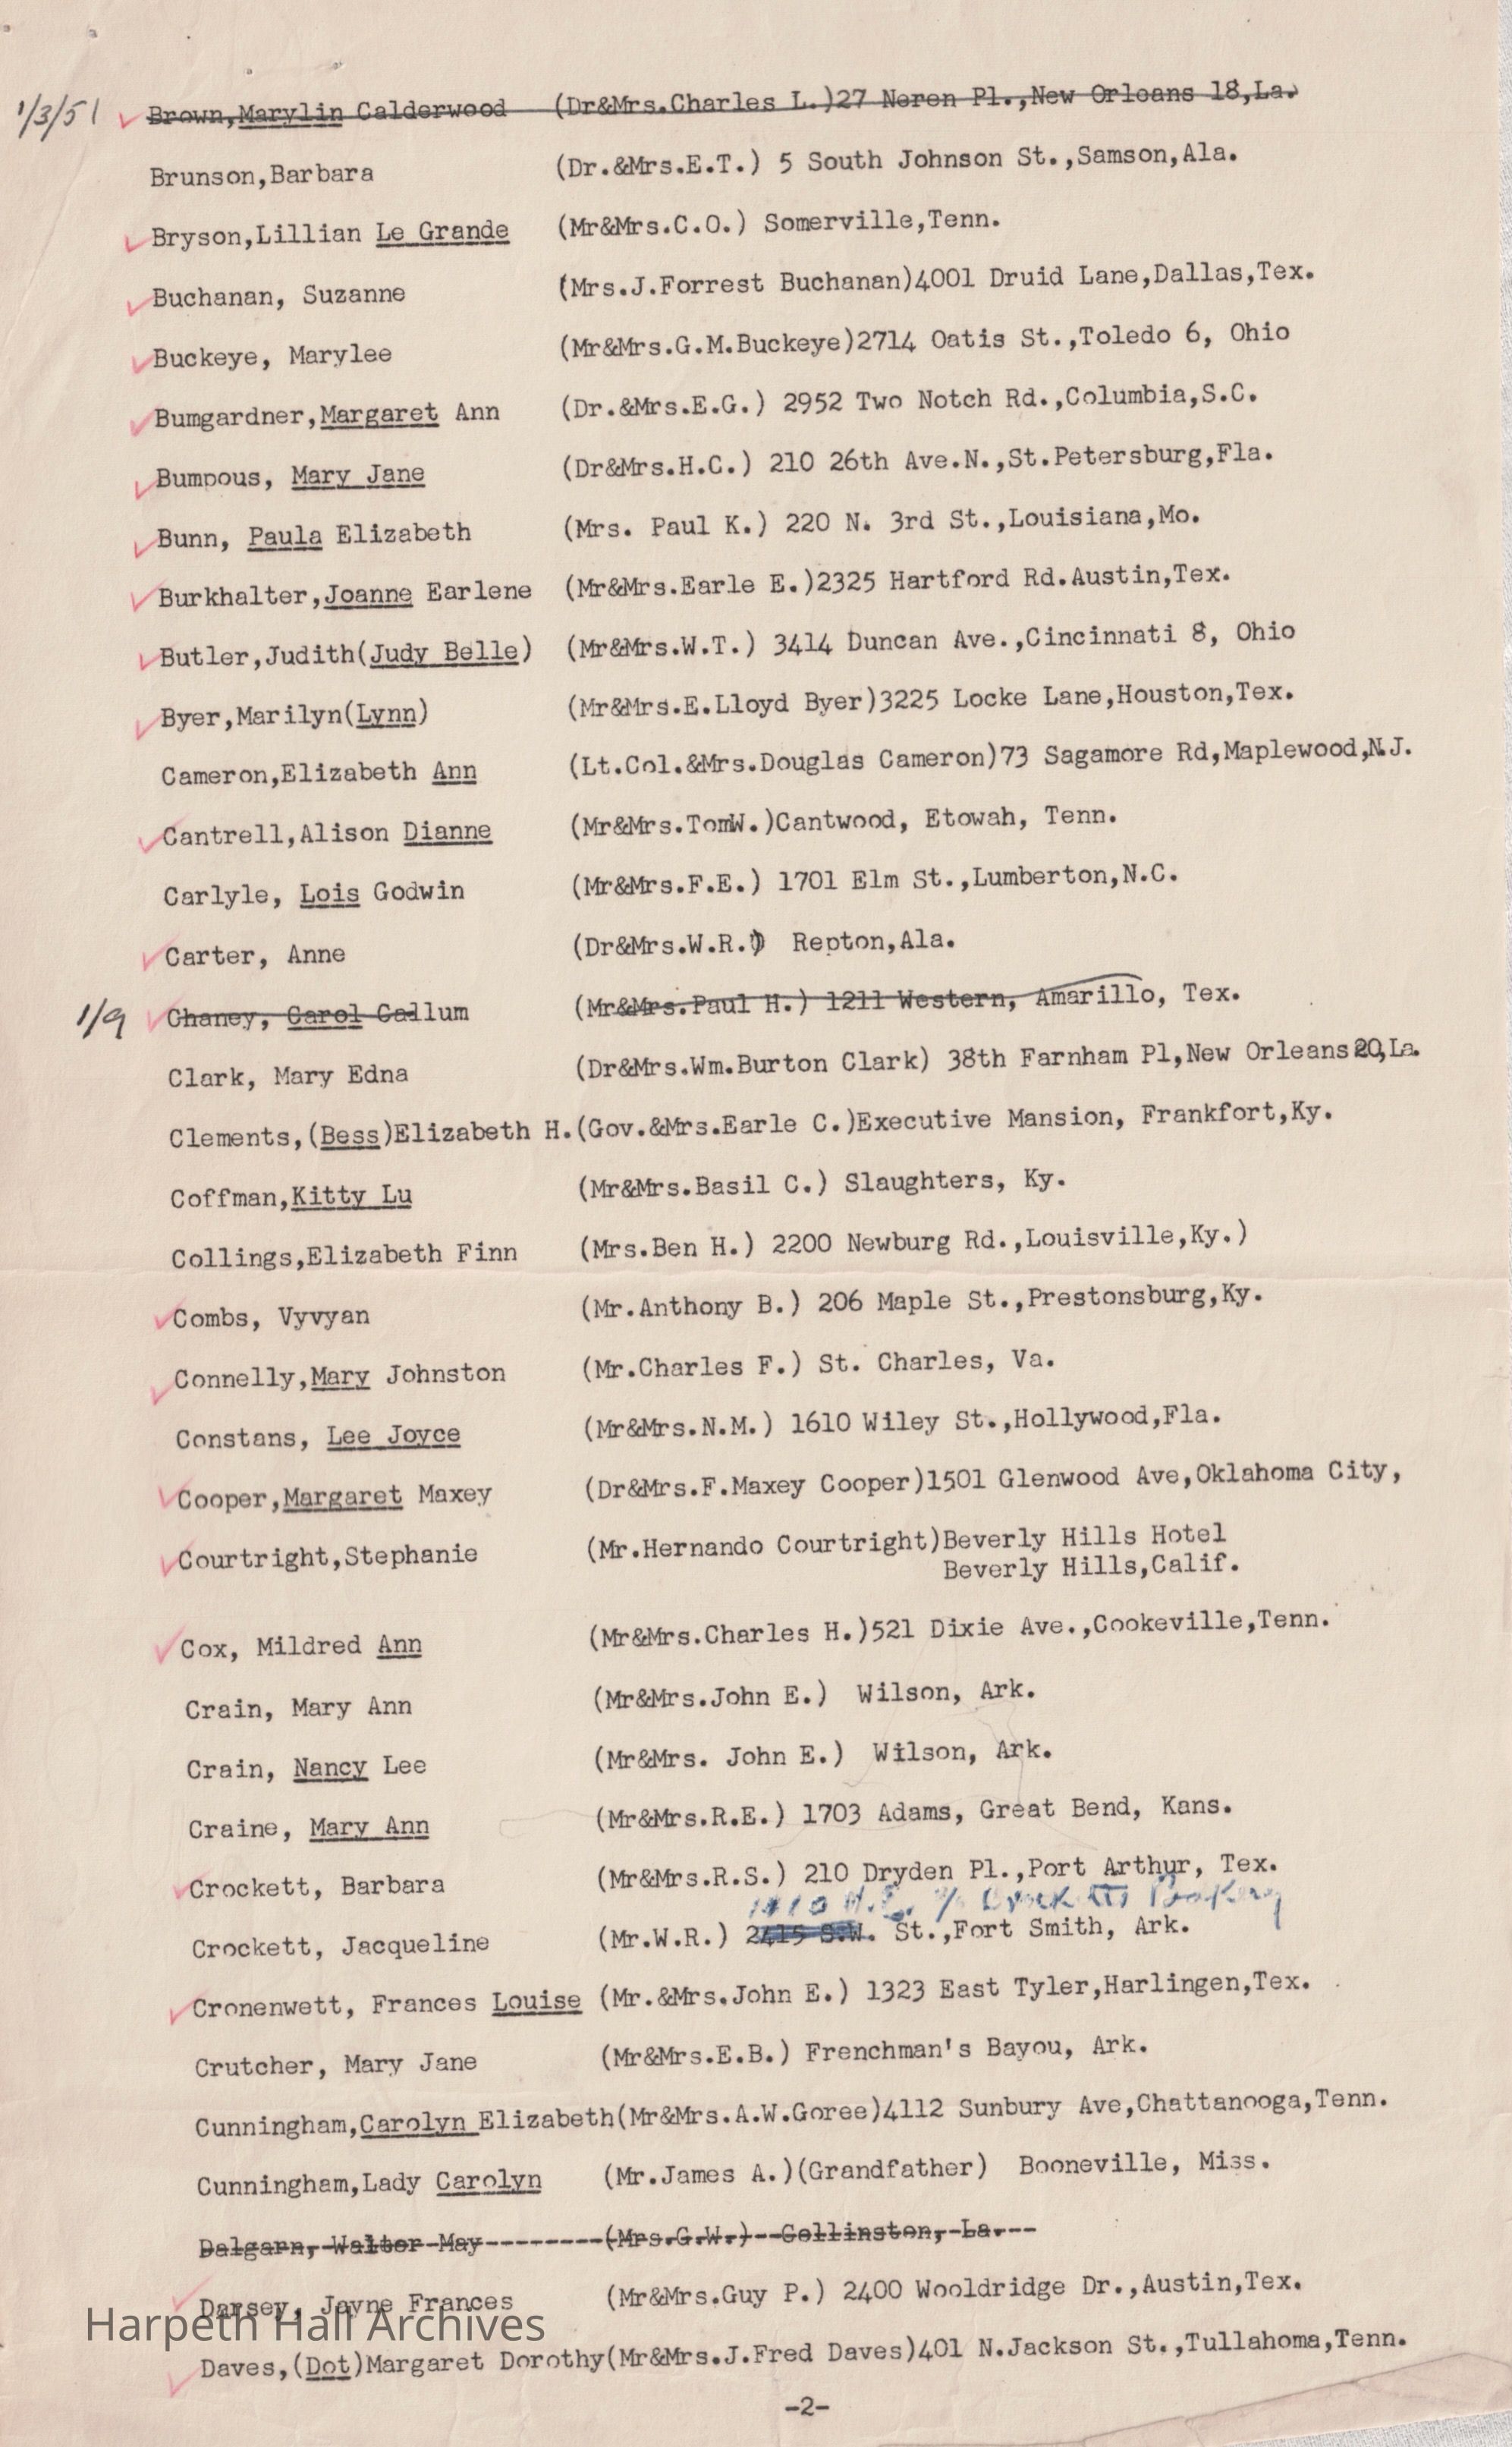 1/3/51 Brown,Marylin Calderwood (Dr&Mrs.Charles L.)27 Neron Pl.,New Orleans 18,La.
Brunson,Barbara (Dr.&Mrs.E.T.) 5 South Johnson St.,Samson,Ala.
Bryson,Lillian Le Grande (Mr&Mrs.C.O.) Somerville,Tenn.
Buchanan, Suzanne (Mrs.J.Forrest Buchanan)4001 Druid Lane,Dallas,Tex.
Buckeye, Marylee (Mr&Mrs.G.M.Buckeye)2714 Oatis St.,Toledo 6, Ohio
Bumgardner,Margaret Ann (Dr.&Mrs.E.G.) 2952 Two Notch Rd.,Columbia,S.C.
Bumpous, Mary Jane (Dr&Mrs.H.C.) 210 26th Ave.N.,St.Petersburg,Fla.
Bunn, Paula Elizabeth (Mrs. Paul K.) 220 N. 3rd St.,Louisiana,Mo.
Burkhalter,Joanne Earlene (Mr&Mrs.Earle E.)2325 Hartford Rd.Austin,Tex.
Butler,Judith(Judy Belle) (Mr&Mrs.W.T.) 3414 Duncan Ave.,Cincinnati 8, Ohio
Byer,Marilyn(Lynn) (Mr&Mrs.E.Lloyd Byer)3225 Locke Lane,Houston,Tex.
Cameron,Elizabeth Ann (Lt.Col.&Mrs.Douglas Cameron)73 Sagamore Rd,Maplewood,N.J.
Cantrell,Alison Dianne (Mr&Mrs.TomW.)Cantwood, Etowah, Tenn.
Carlyle, Lois Godwin (Mr&Mrs.F.E.) 1701 Elm St.,Lumberton,N.C.
Carter, Anne (Dr&Mrs.W.R.) Repton,Ala.
1/9 Chaney, Carol Callum (Mr&Mrs.Paul H.) 1211 Western, Amarillo, Tex.
Clark, Mary Edna (Dr&Mrs.Wm.Burton Clark) 38th Farnham Pl,New Orleans20,La.
Clements,(Bess)Elizabeth H.(Gov.&Mrs.Earle C.)Executive Mansion, Frankfort,Ky.
Coffman,Kitty Lu (Mr&Mrs.Basil C.) Slaughters, Ky.
Collings,Elizabeth Finn (Mrs.Ben H.) 2200 Newburg Rd.,Louisville,Ky.)
Combs, Vyvyan (Mr.Anthony B.) 206 Maple St.,Prestonsburg,Ky.
Connelly,Mary Johnston (Mr.Charles F.) St. Charles, Va.
Constans, Lee Joyce (Mr&Mrs.N.M.) 1610 Wiley St.,Hollywood,Fla.
Cooper,Margaret Maxey (Dr&Mrs.F.Maxey Cooper)1501 Glenwood Ave,Oklahoma City,
Courtright,Stephanie (Mr.Hernando Courtright)Beverly Hills Hotel
Beverly Hills,Calif.
Cox, Mildred Ann (Mr&Mrs.Charles H.)521 Dixie Ave.,Cookeville,Tenn.
Crain, Mary Ann (Mr&Mrs.John E.) Wilson, Ark.
Crain, Nancy Lee (Mr&Mrs. John E.) Wilson, Ark.
Craine, Mary Ann (Mr&Mrs.R.E.) 1703 Adams, Great Bend, Kans.
Crockett, Barbara (Mr&Mrs.R.S.) 210 Dryden Pl.,Port Arthur, Tex.
Crockett, Jacqueline (Mr.W.R.) 2415 S.W. St.,Fort Smith, Ark.
Cronenwett, Frances Louise (Mr.&Mrs.John E.) 1323 East Tyler,Harlingen,Tex.
Crutcher, Mary Jane (Mr&Mrs.E.B.) Frenchman's Bayou, Ark.
Cunningham,Carolyn Elizabeth(Mr&Mrs.A.W.Goree)4112 Sunbury Ave,Chattanooga,Tenn.
Cunningham,Lady Carolyn (Mr.James A.)(Grandfather) Booneville, Miss.
Dalgarn, Walter May--------(Mrs.G.W.)--Collinston,-La.--
Darsey, Jayne Frances (Mr&Mrs.Guy P.) 2400 Wooldridge Dr.,Austin,Tex.
Harpeth Hall Archives
Daves,(Dot)Margaret Dorothy(Mr&Mrs.J.Fred Daves)401 N.Jackson St.,Tullahoma,Tenn.
-2-